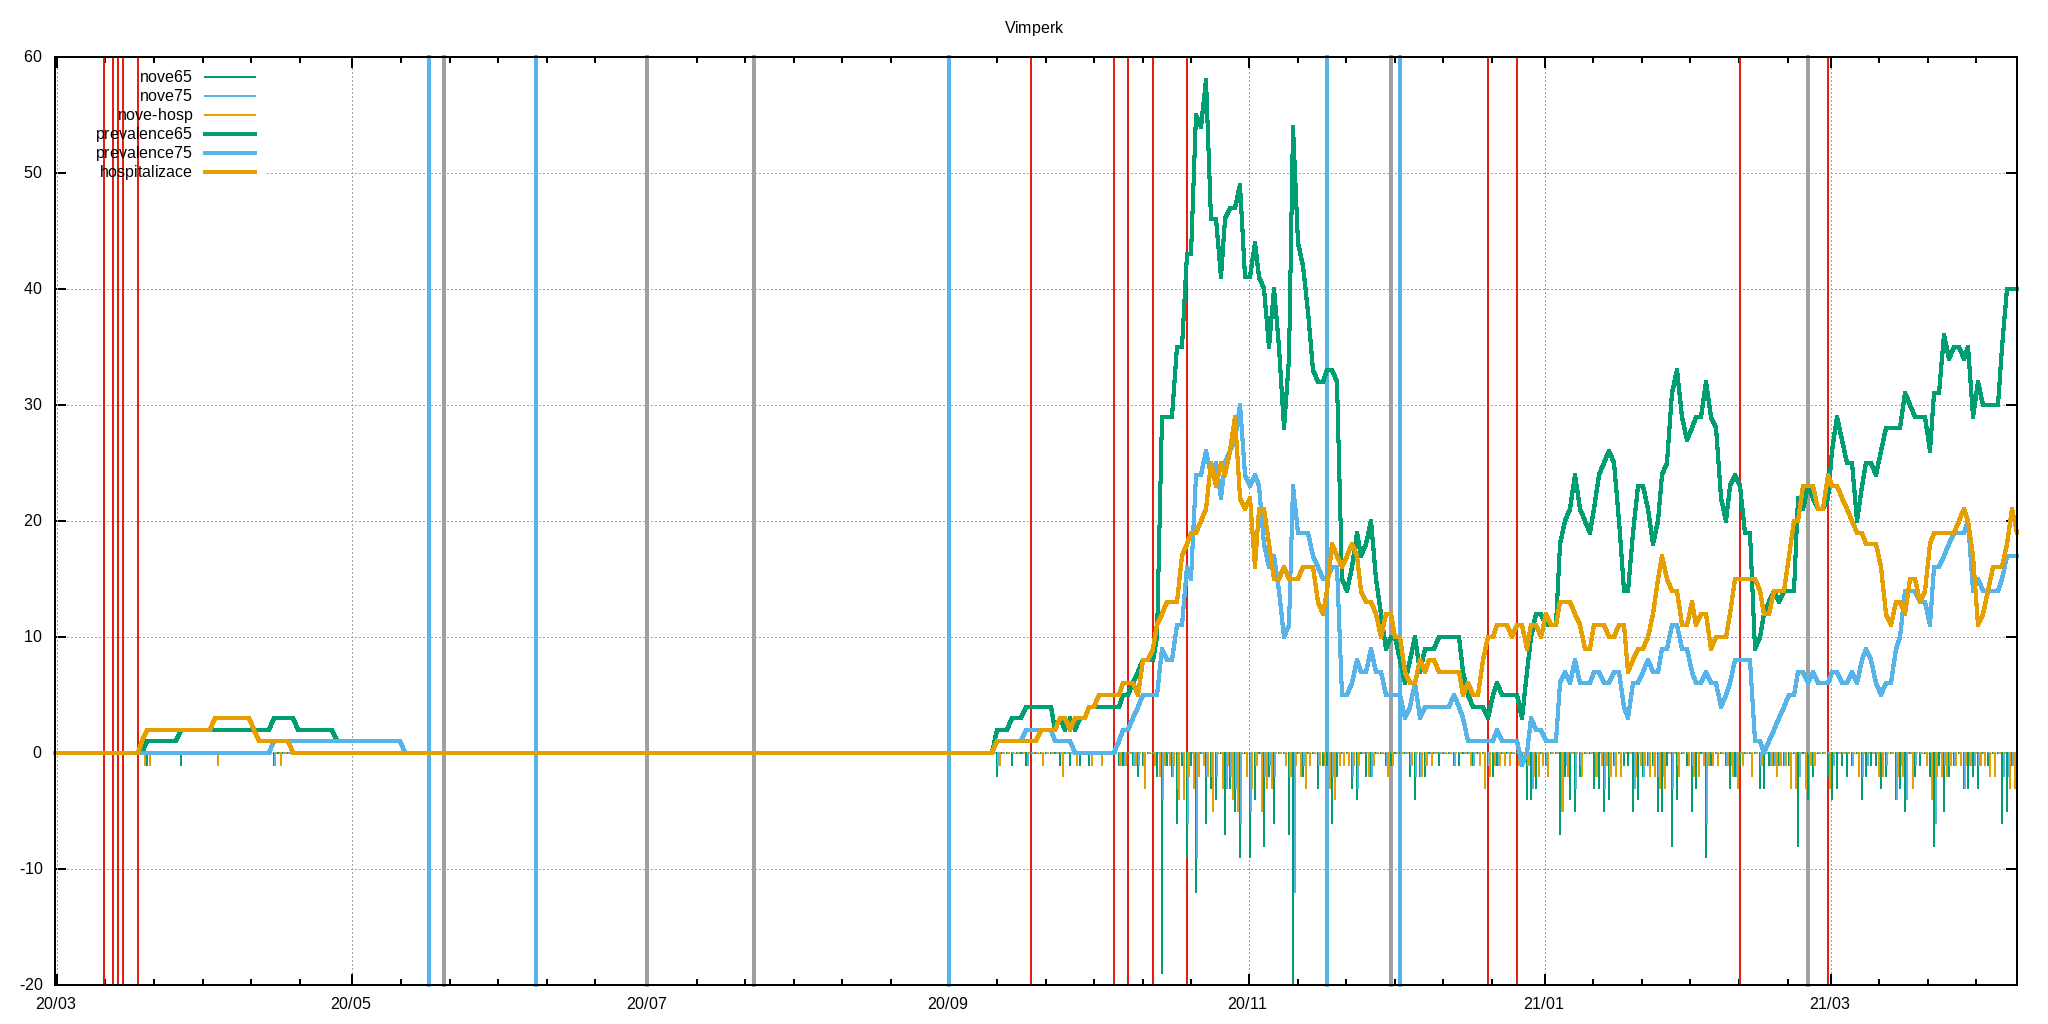 Vimperk
60
50
40
30
20
10
0
-10
-20
nove65
nove75
nove-hosp
prevalence65
prevalence75
hospitalizace
20/03 20/05 20/07 20/09 20/11 21/01 21/03